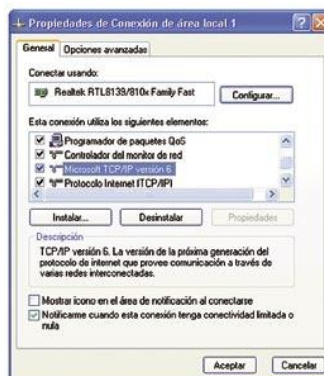 Propiedades de Conexión de área local 1
General
Opciones avanzadas
Conectar usando:
Realtek RTL8139/810x Family Fast
Configurar...
Esta conexión utiliza los siguientes elementos:
Programador de paquetes QoS
Controlador del monitor de red
Microsoft TCP/IP versión 6
Protocolo Internet (TCP/IP)
Instalar...
Desinstalar
Propiedades
Descripción
TCP/IP versión 6. La versión de la próxima generación del
protocolo de internet que provee comunicación a través de
varias redes interconectadas.
Mostrar icono en el área de notificación al conectarse
Notificarme cuando esta conexión tenga conectividad limitada o
nula
Aceptar
Cancelar